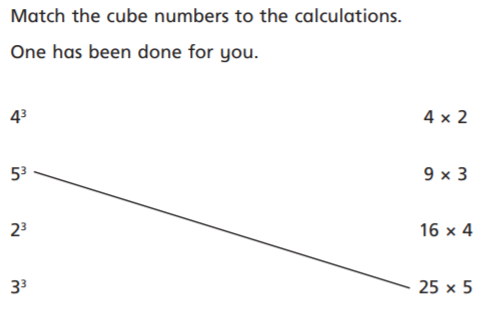 Match the cube numbers to the calculations.
One has been done for you.
4³ 4 × 2
5³ 9 × 3
2³ 16 × 4
3³ 25 × 5